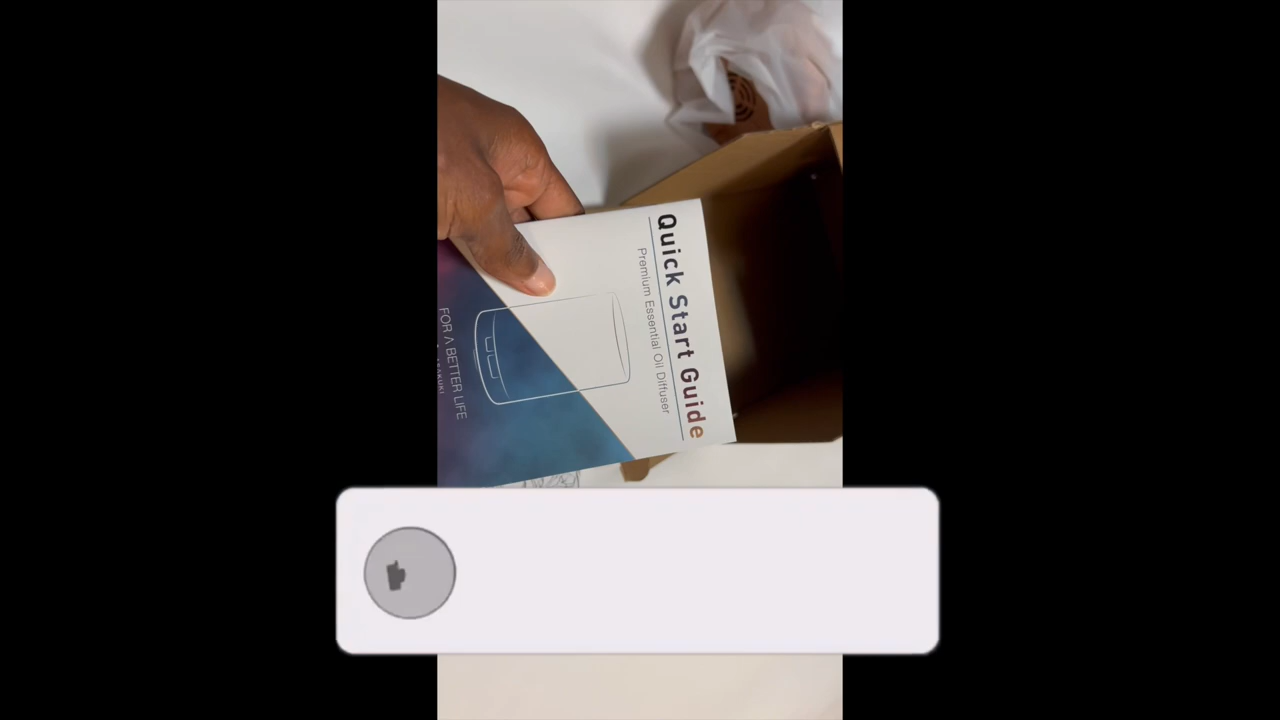 Quick Start Guide
Premium Essential Oil Diffuser
FOR Λ BETTER LIFE